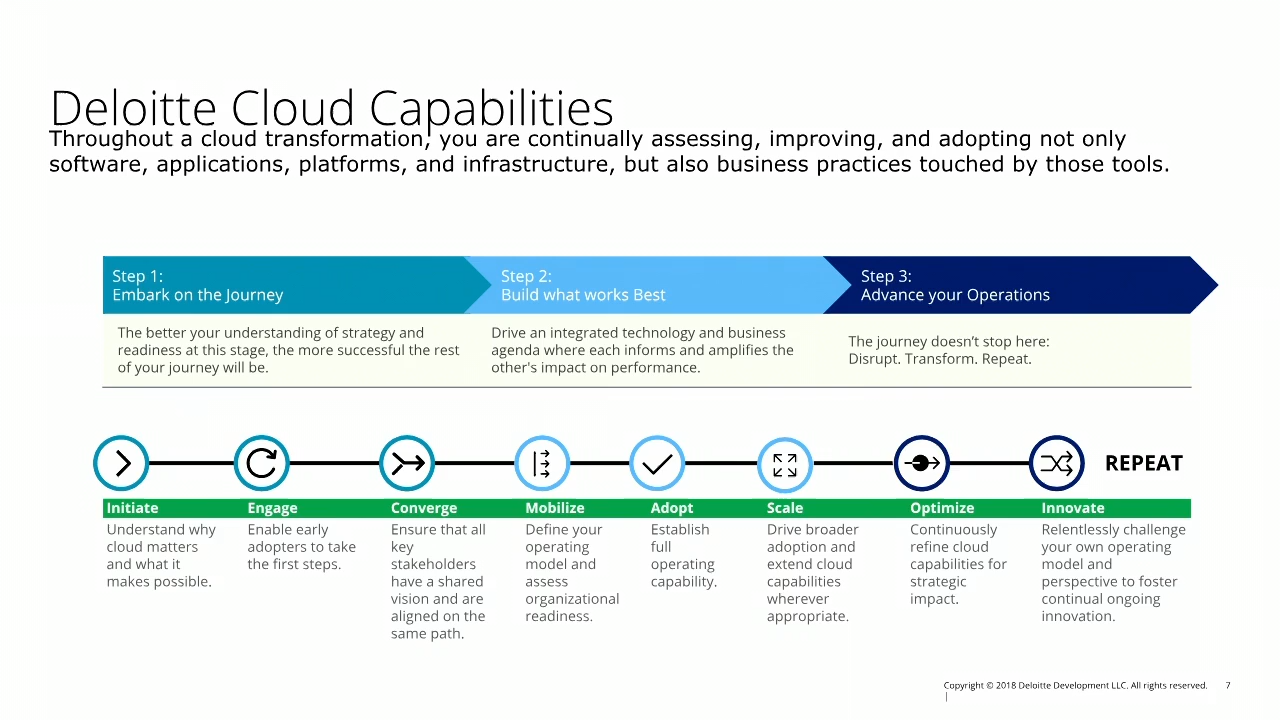 Deloitte Cloud Capabilities
Throughout a cloud transformation, you are continually assessing, improving, and adopting not only
software, applications, platforms, and infrastructure, but also business practices touched by those tools.
Step 1:
Embark on the Journey
Step 2:
Build what works Best
Step 3:
Advance your Operations
The better your understanding of strategy and
readiness at this stage, the more successful the rest
of your journey will be.
Drive an integrated technology and business
agenda where each informs and amplifies the
other's impact on performance.
The journey doesn’t stop here:
Disrupt. Transform. Repeat.
REPEAT
Initiate
Understand why
cloud matters
and what it
makes possible.
Engage
Enable early
adopters to take
the first steps.
Converge
Ensure that all
key
stakeholders
have a shared
vision and are
aligned on the
same path.
Mobilize
Define your
operating
model and
assess
organizational
readiness.
Adopt
Establish
full
operating
capability.
Scale
Drive broader
adoption and
extend cloud
capabilities
wherever
appropriate.
Optimize
Continuously
refine cloud
capabilities for
strategic
impact.
Innovate
Relentlessly challenge
your own operating
model and
perspective to foster
continual ongoing
innovation.
Copyright © 2018 Deloitte Development LLC. All rights reserved. 7
|